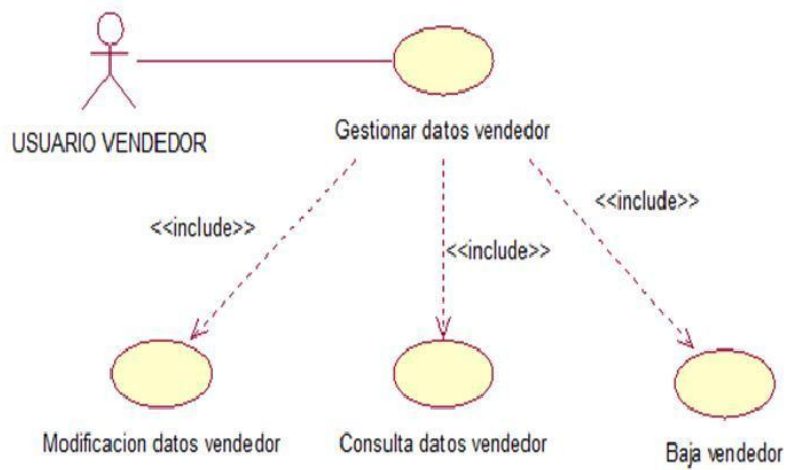 USUARIO VENDEDOR
Gestionar datos vendedor
<<include>>
<<include>>
<<include>>
Modificacion datos vendedor
Consulta datos vendedor
Baja vendedor